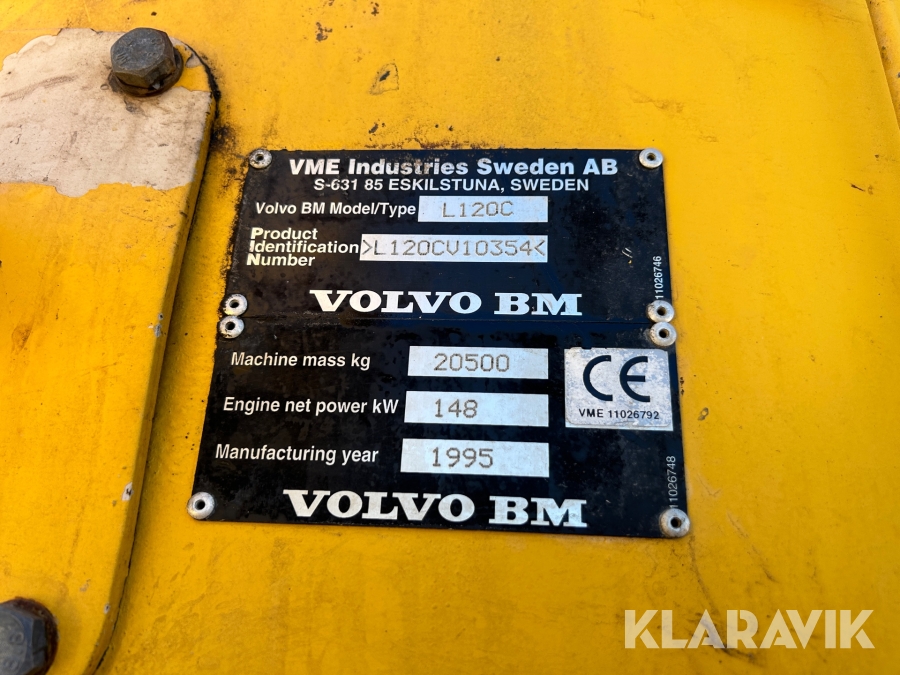 VME Industries Sweden AB
S-631 85 ESKILSTUNA, SWEDEN
Volvo BM Model/Type L120C
Product
Identification >L120CV10354<
Number
11026746
VOLVO BM
Machine mass kg 20500
Engine net power kW 148
CE
VME 11026792
Manufacturing year 1995
11026748
VOLVO BM
KLARAVIK